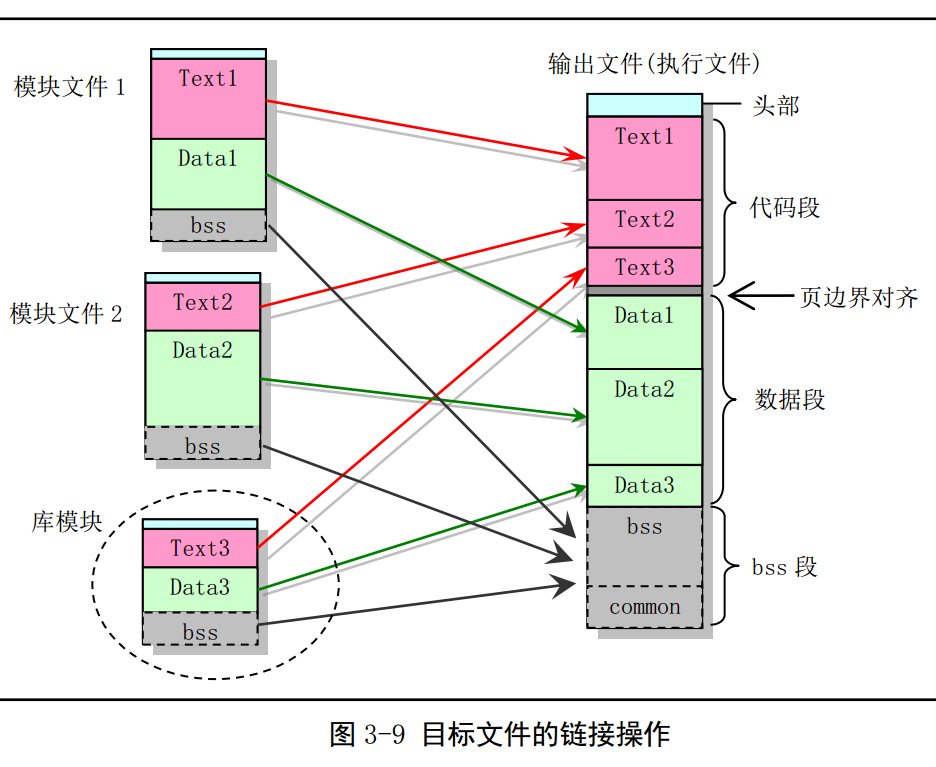 模块文件 1
Text1
Data1
bss
模块文件 2
Text2
Data2
bss
库模块
Text3
Data3
bss
输出文件(执行文件)
头部
Text1
Text2
Text3
代码段
页边界对齐
Data1
Data2
Data3
数据段
bss
common
bss 段
图 3-9 目标文件的链接操作